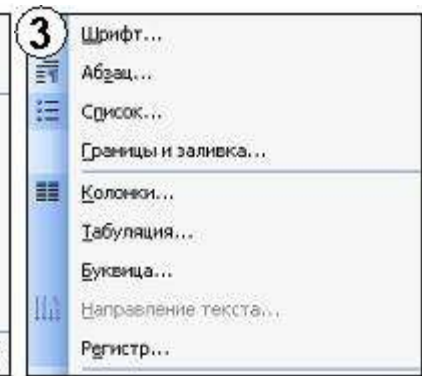 3
Шрифт...
Абзац...
Список...
Границы и заливка...
Колонки...
Табуляция...
Буквица...
Направление текста...
Регистр...